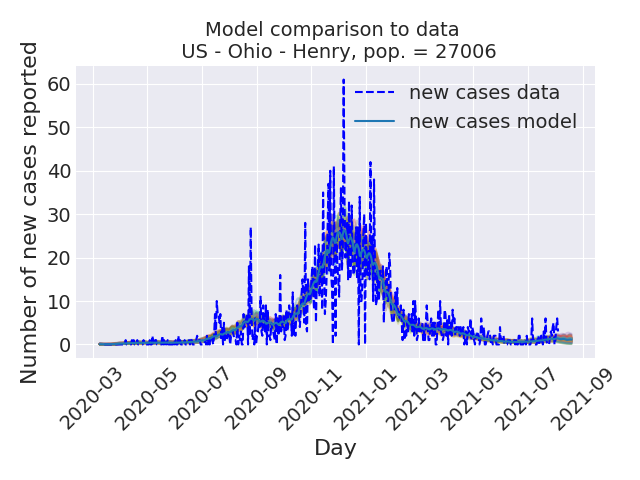 Model comparison to data
US - Ohio - Henry, pop. = 27006
Number of new cases reported
60
50
40
30
20
10
0
new cases data
new cases model
2020-03
2020-05
2020-07
2020-09
2020-11
2021-01
2021-03
2021-05
2021-07
2021-09
Day